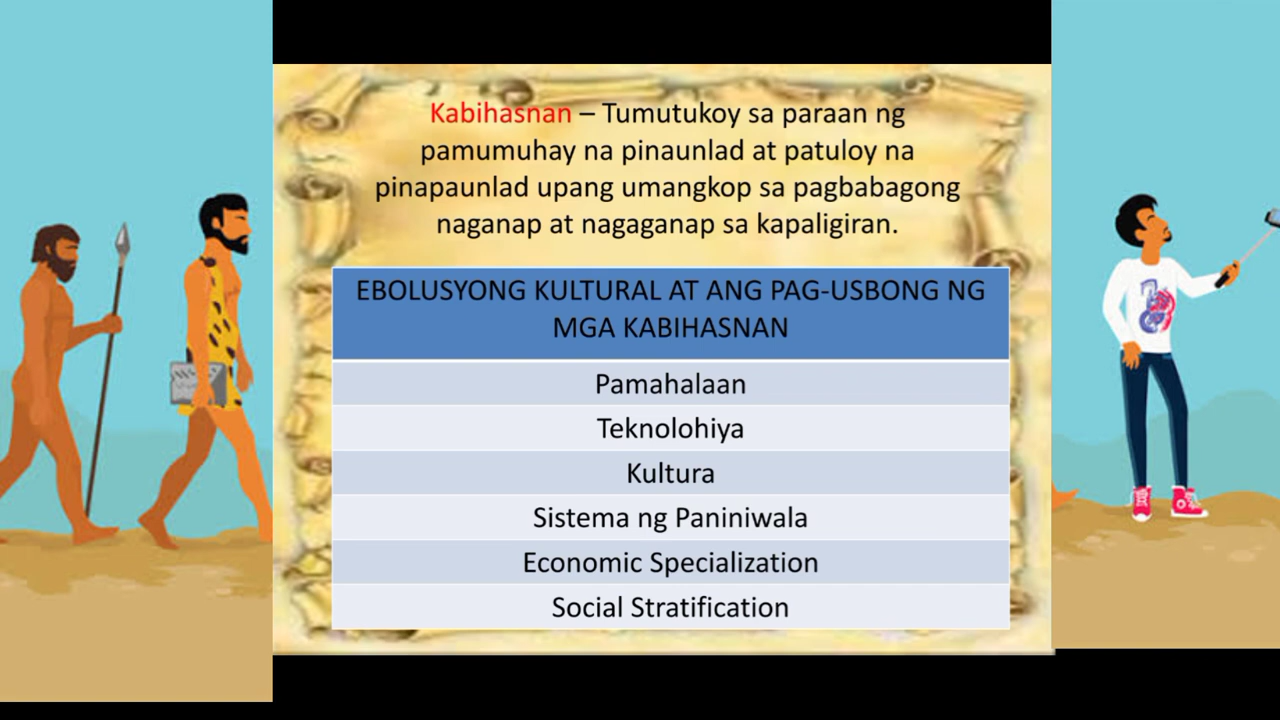 Kabihasnan – Tumutukoy sa paraan ng
pamumuhay na pinaunlad at patuloy na
pinapaunlad upang umangkop sa pagbabagong
naganap at nagaganap sa kapaligiran.
EBOLUSYONG KULTURAL AT ANG PAG-USBONG NG
MGA KABIHASNAN
Pamahalaan
Teknolohiya
Kultura
Sistema ng Paniniwala
Economic Specialization
Social Stratification